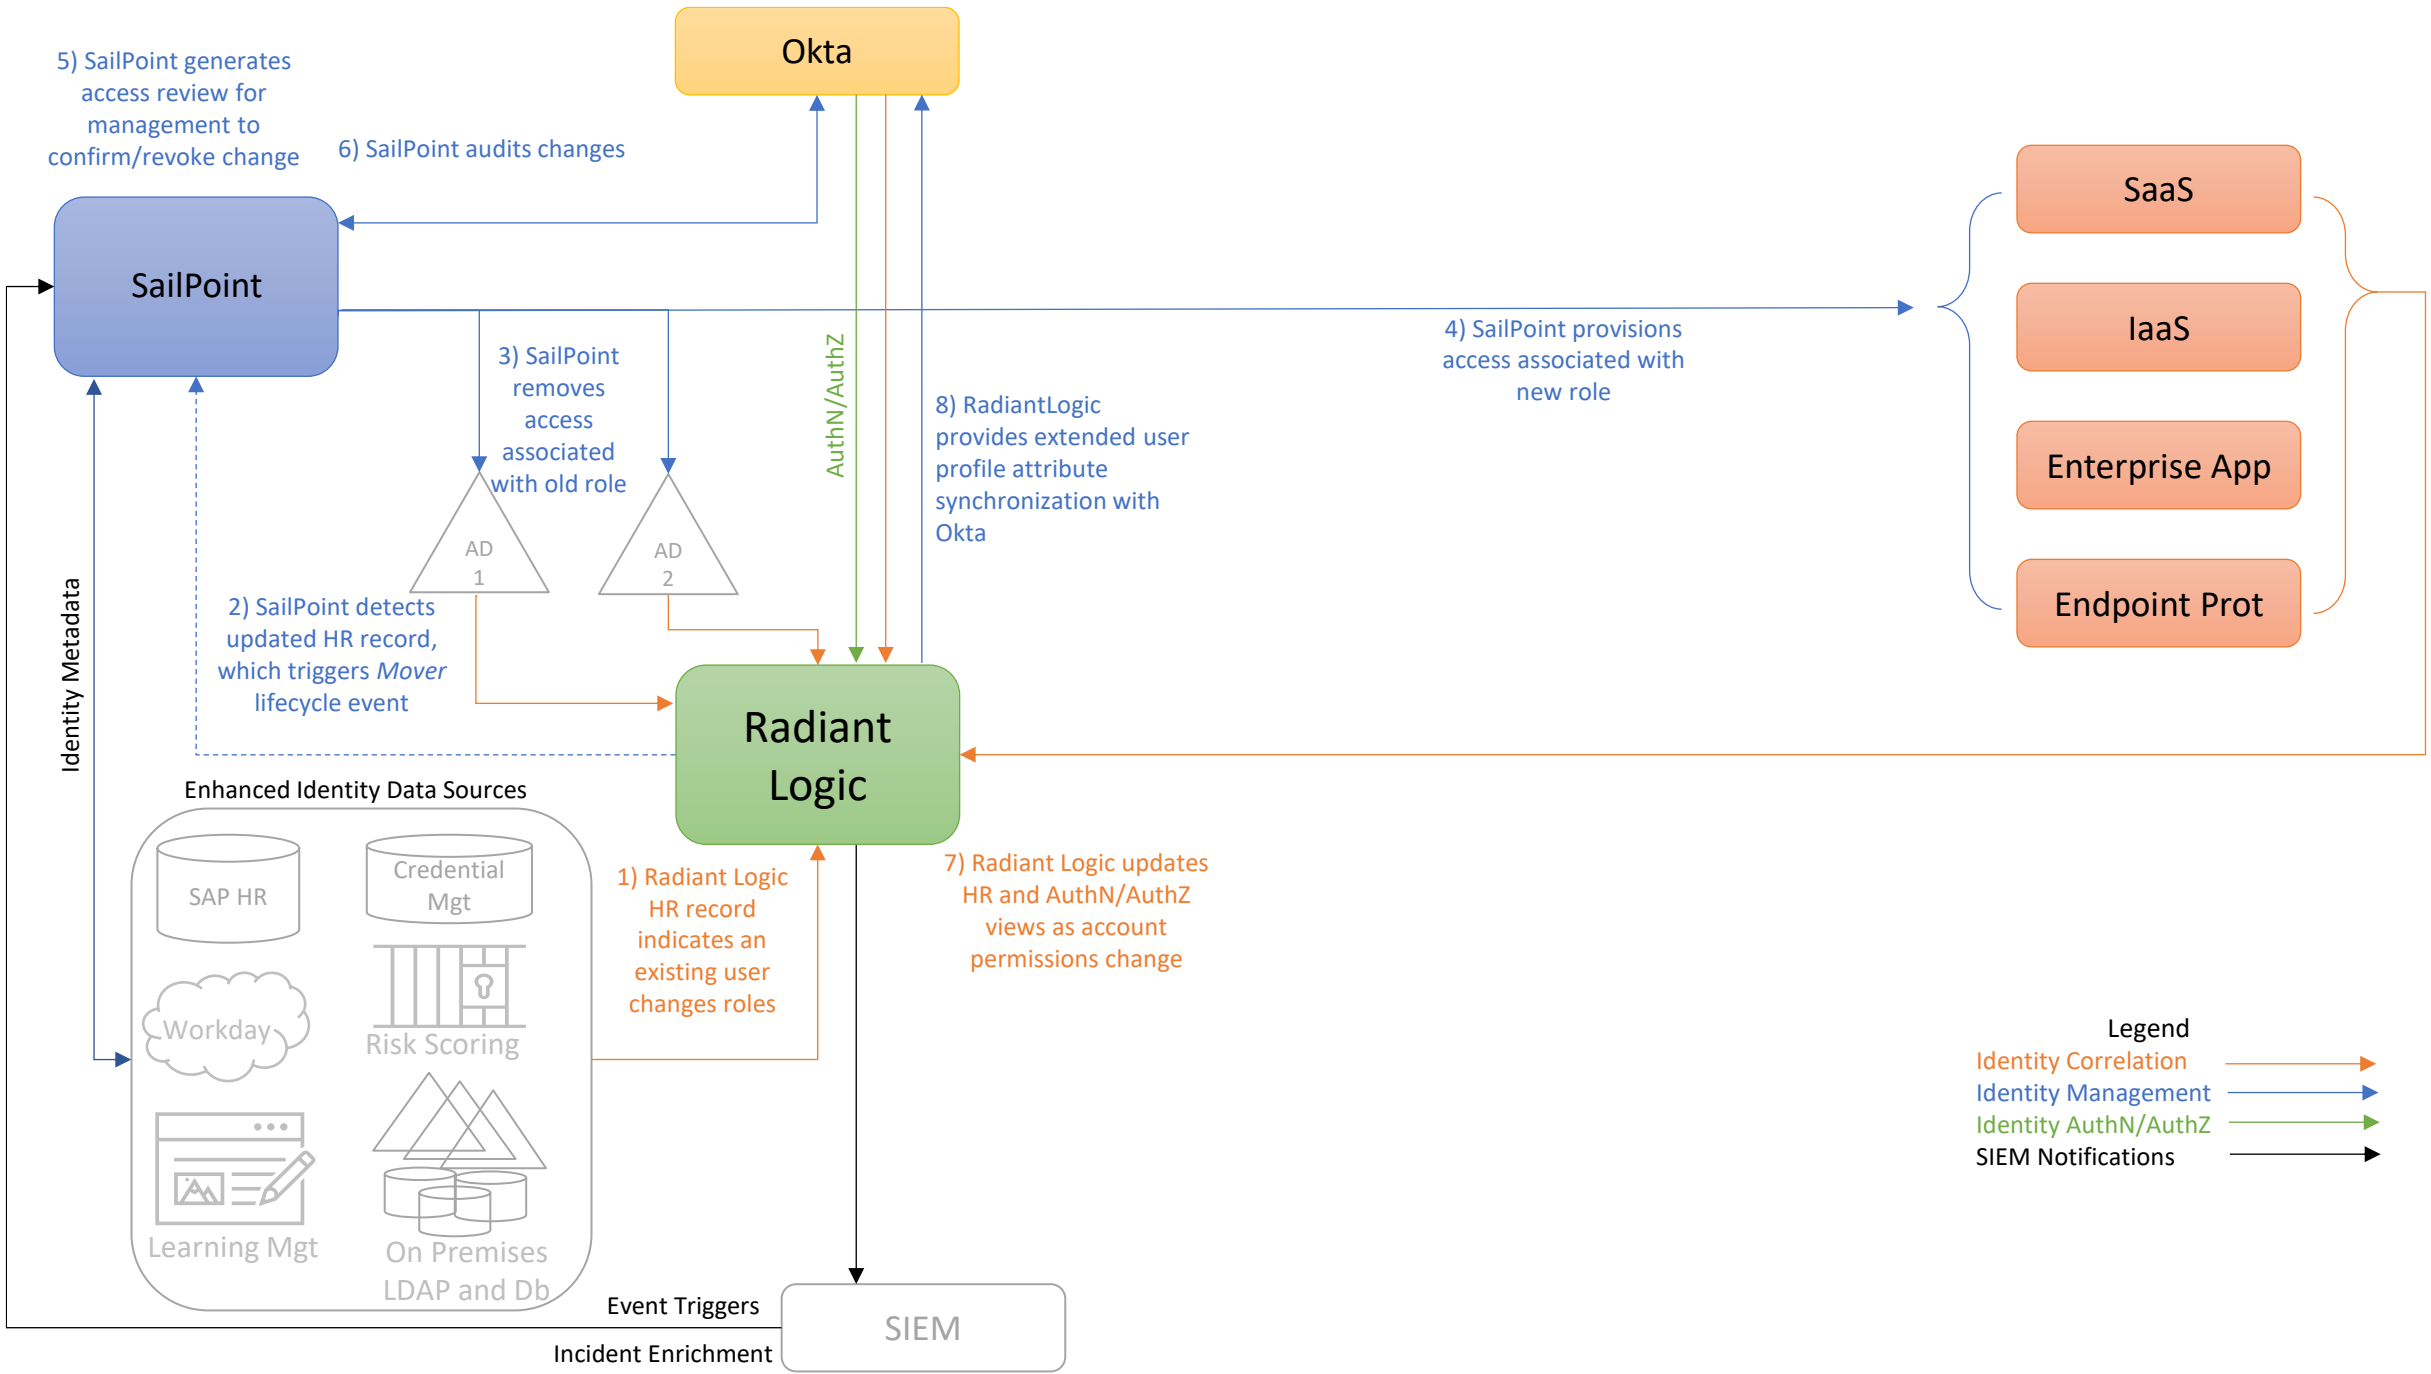 Okta
5) SailPoint generates
access review for
management to
confirm/revoke change
6) SailPoint audits changes
SaaS
SailPoint
IaaS
4) SailPoint provisions
access associated with
new role
3) SailPoint
removes
access
associated
with old role
AuthN/AuthZ
8) RadiantLogic
provides extended user
profile attribute
synchronization with
Okta
Enterprise App
AD
1
AD
2
Endpoint Prot
Identity Metadata
2) SailPoint detects
updated HR record,
which triggers Mover
lifecycle event
Radiant
Logic
Enhanced Identity Data Sources
SAP HR
Credential
Mgt
Workday
Risk Scoring
Learning Mgt
On Premises
LDAP and Db
1) Radiant Logic
HR record
indicates an
existing user
changes roles
7) Radiant Logic updates
HR and AuthN/AuthZ
views as account
permissions change
Legend
Identity Correlation
Identity Management
Identity AuthN/AuthZ
SIEM Notifications
Event Triggers
SIEM
Incident Enrichment